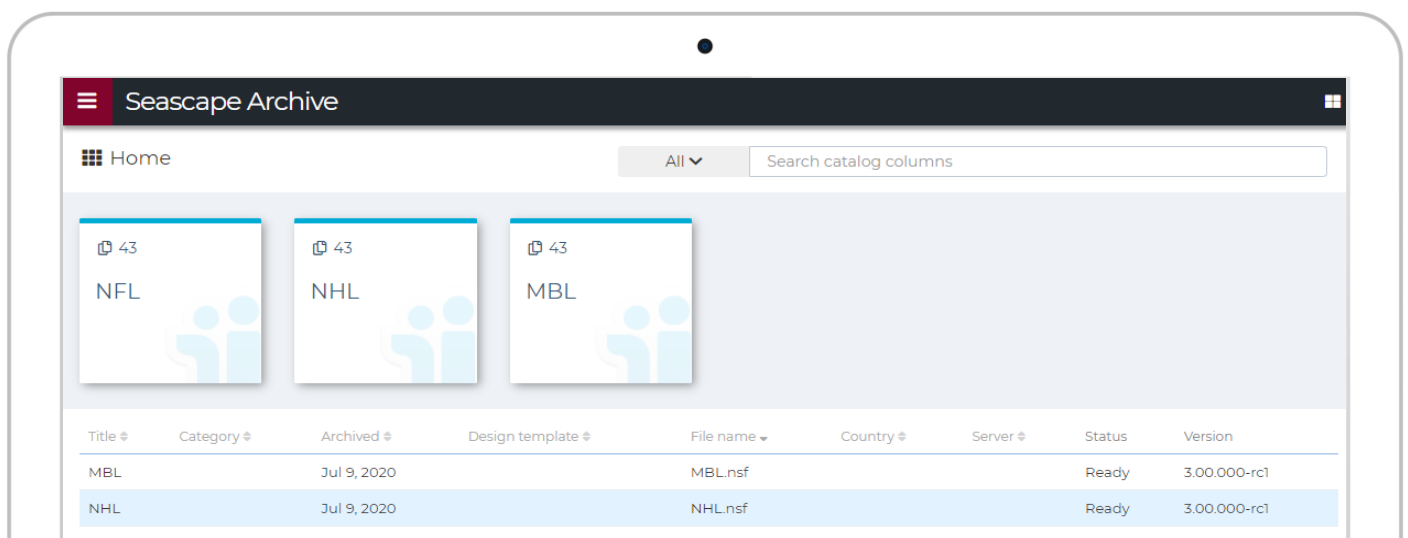 Seascape Archive
Home All Search catalog columns
43 43 43
NFL NHL MBL
Title Category Archived Design template File name Country Server Status Version
MBL Jul 9, 2020 MBL.nsf Ready 3.00.000-rc1
NHL Jul 9, 2020 NHL.nsf Ready 3.00.000-rc1